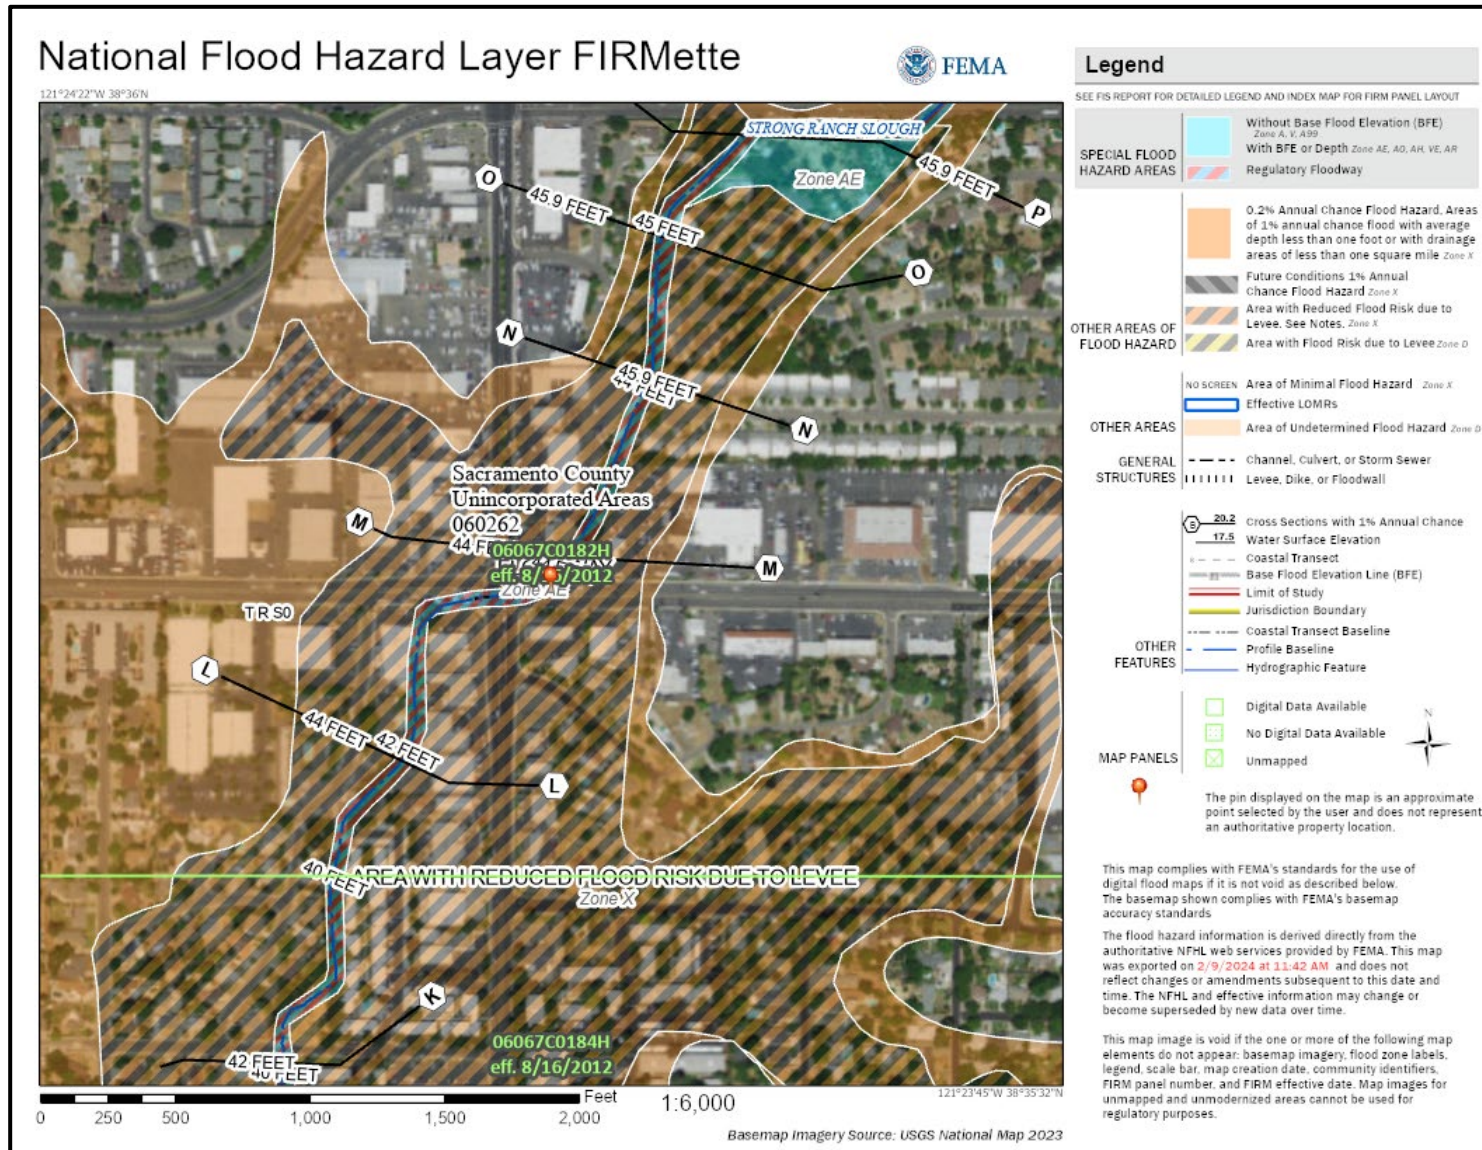 National Flood Hazard Layer FIRMette
FEMA
121°24'22"W 38°36'N
STRONG RANCH SLOUGH
Zone AE
O
45.9 FEET
45 FEET
45.9 FEET
P
O
N
45.9 FEET
44 FEET
N
Sacramento County
Unincorporated Areas
060262
M
44 FE
06067C0182H
eff. 8/16/2012
M
Zone AE
T R S0
L
44 FEET
42 FEET
L
40 FEET
AREA WITH REDUCED FLOOD RISK DUE TO LEVEE
Zone X
K
42 FEET
40 FEET
06067C0184H
eff. 8/16/2012
121°23'45"W 38°35'32"N
0 250 500 1,000 1,500 2,000
Feet
1:6,000
Basemap Imagery Source: USGS National Map 2023
Legend
SEE FIS REPORT FOR DETAILED LEGEND AND INDEX MAP FOR FIRM PANEL LAYOUT
SPECIAL FLOOD
HAZARD AREAS
Without Base Flood Elevation (BFE)
Zone A, V, A99
With BFE or Depth Zone AE, AO, AH, VE, AR
Regulatory Floodway
0.2% Annual Chance Flood Hazard, Areas
of 1% annual chance flood with average
depth less than one foot or with drainage
areas of less than one square mile Zone X
Future Conditions 1% Annual
Chance Flood Hazard Zone X
Area with Reduced Flood Risk due to
Levee. See Notes. Zone X
Area with Flood Risk due to Levee Zone D
OTHER AREAS OF
FLOOD HAZARD
NO SCREEN Area of Minimal Flood Hazard Zone X
Effective LOMRs
OTHER AREAS
Area of Undetermined Flood Hazard Zone D
GENERAL
STRUCTURES
Channel, Culvert, or Storm Sewer
Levee, Dike, or Floodwall
B 20.2 Cross Sections with 1% Annual Chance
17.5 Water Surface Elevation
Coastal Transect
Base Flood Elevation Line (BFE)
Limit of Study
Jurisdiction Boundary
Coastal Transect Baseline
OTHER
FEATURES
Profile Baseline
Hydrographic Feature
Digital Data Available
No Digital Data Available
MAP PANELS
Unmapped
N
The pin displayed on the map is an approximate
point selected by the user and does not represent
an authoritative property location.
This map complies with FEMA's standards for the use of
digital flood maps if it is not void as described below.
The basemap shown complies with FEMA's basemap
accuracy standards
The flood hazard information is derived directly from the
authoritative NFHL web services provided by FEMA. This map
was exported on 2/9/2024 at 11:42 AM and does not
reflect changes or amendments subsequent to this date and
time. The NFHL and effective information may change or
become superseded by new data over time.
This map image is void if the one or more of the following map
elements do not appear: basemap imagery, flood zone labels,
legend, scale bar, map creation date, community identifiers,
FIRM panel number, and FIRM effective date. Map images for
unmapped and unmodernized areas cannot be used for
regulatory purposes.